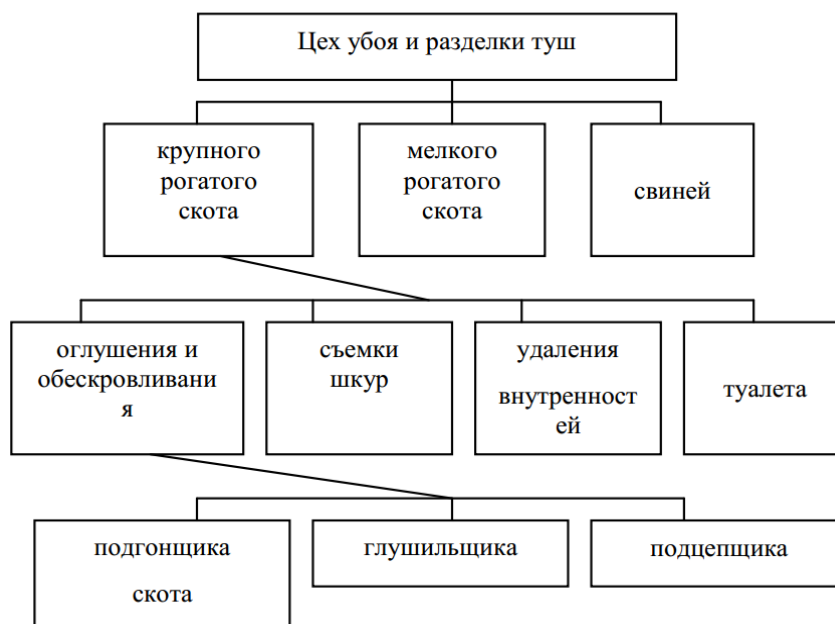 Цех убоя и разделки туш
крупного
рогатого
скота
мелкого
рогатого
скота
свиней
оглушения и
обескровливани
я
съемки
шкур
удаления
внутренност
ей
туалета
подгонщика
скота
глушильщика
подцепщика